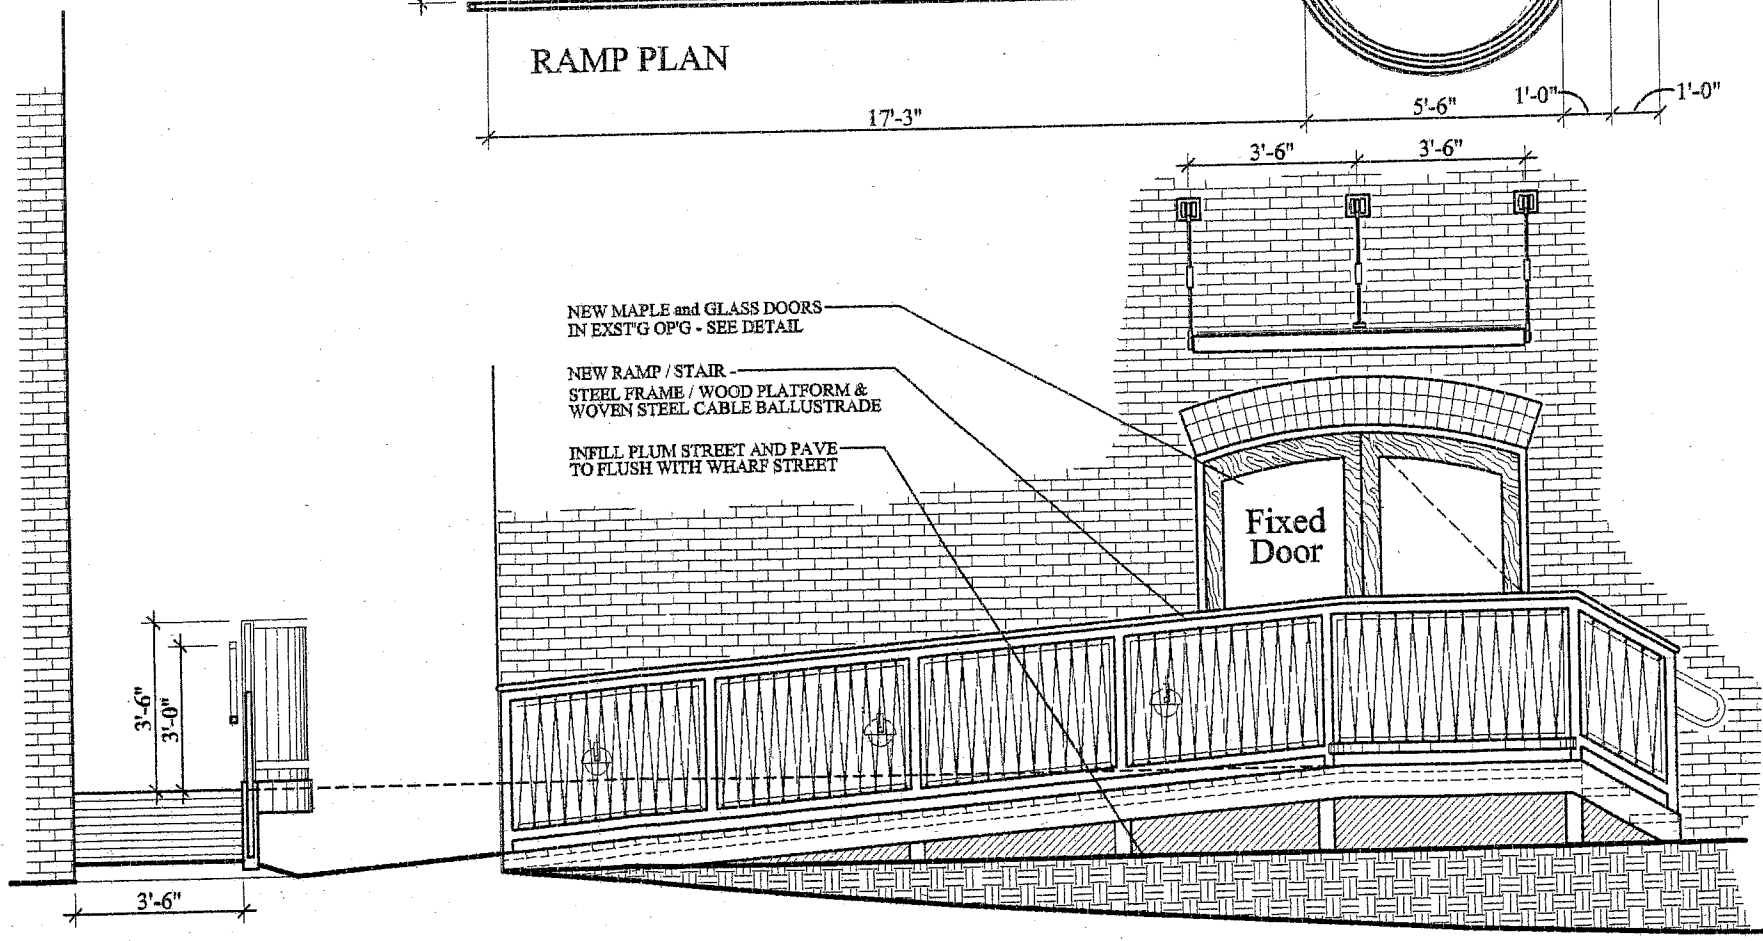 RAMP PLAN
17'-3"
5'-6"
1'-0"
1'-0"
3'-6"
3'-6"
NEW MAPLE and GLASS DOORS
IN EXST'G OP'G - SEE DETAIL
NEW RAMP / STAIR -
STEEL FRAME / WOOD PLATFORM &
WOVEN STEEL CABLE BALLUSTRADE
INFILL PLUM STREET AND PAVE
TO FLUSH WITH WHARF STREET
Fixed
Door
3'-6"
3'-0"
3'-6"